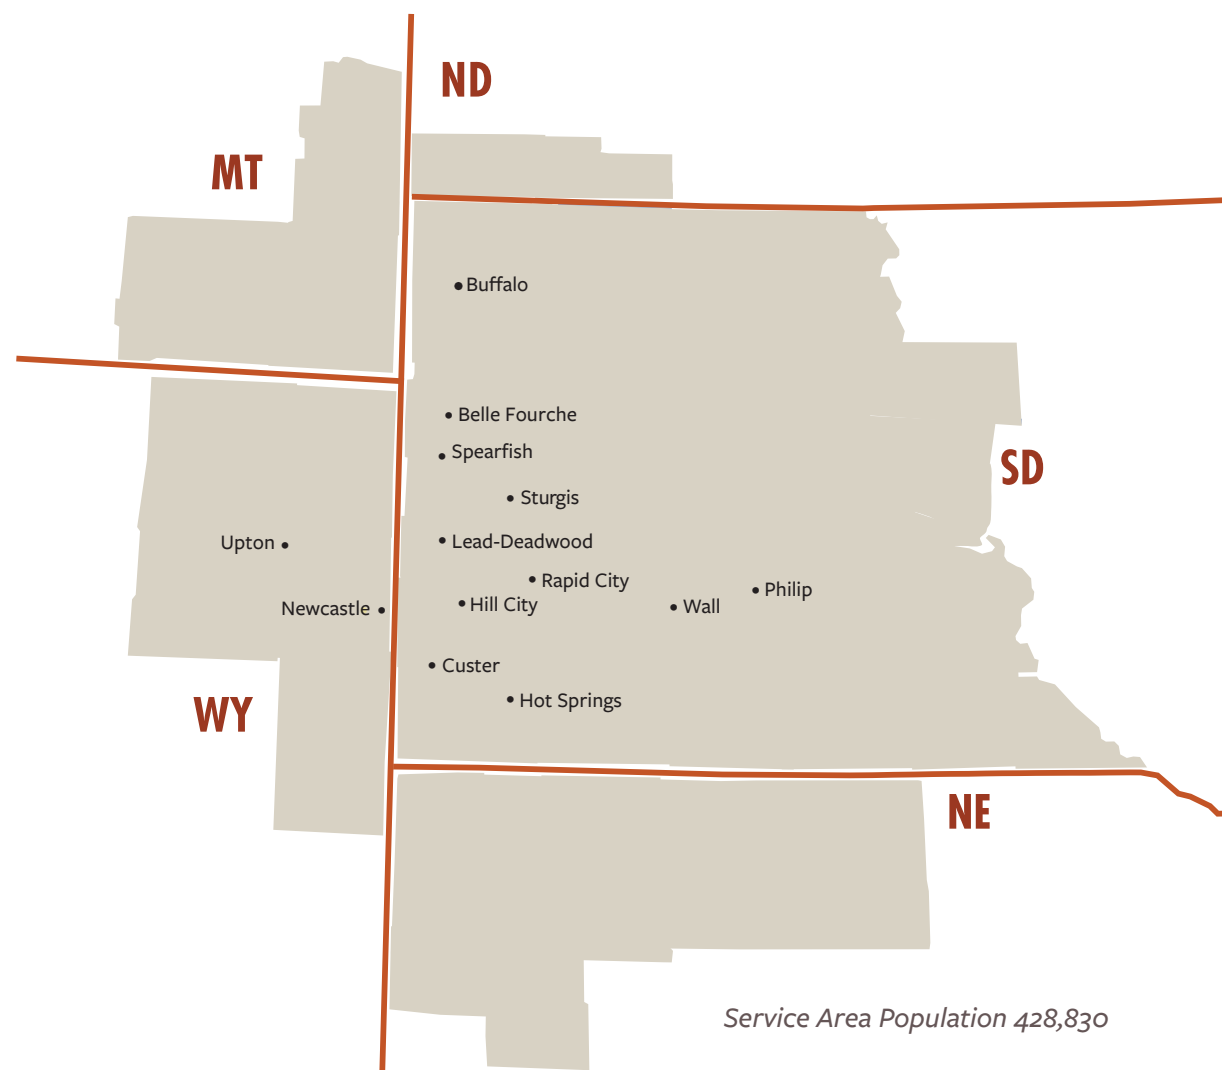 ND
MT
Buffalo
Belle Fourche
Spearfish
SD
Sturgis
Upton
Lead-Deadwood
Rapid City
Philip
Newcastle
Hill City
Wall
Custer
Hot Springs
WY
NE
Service Area Population 428,830